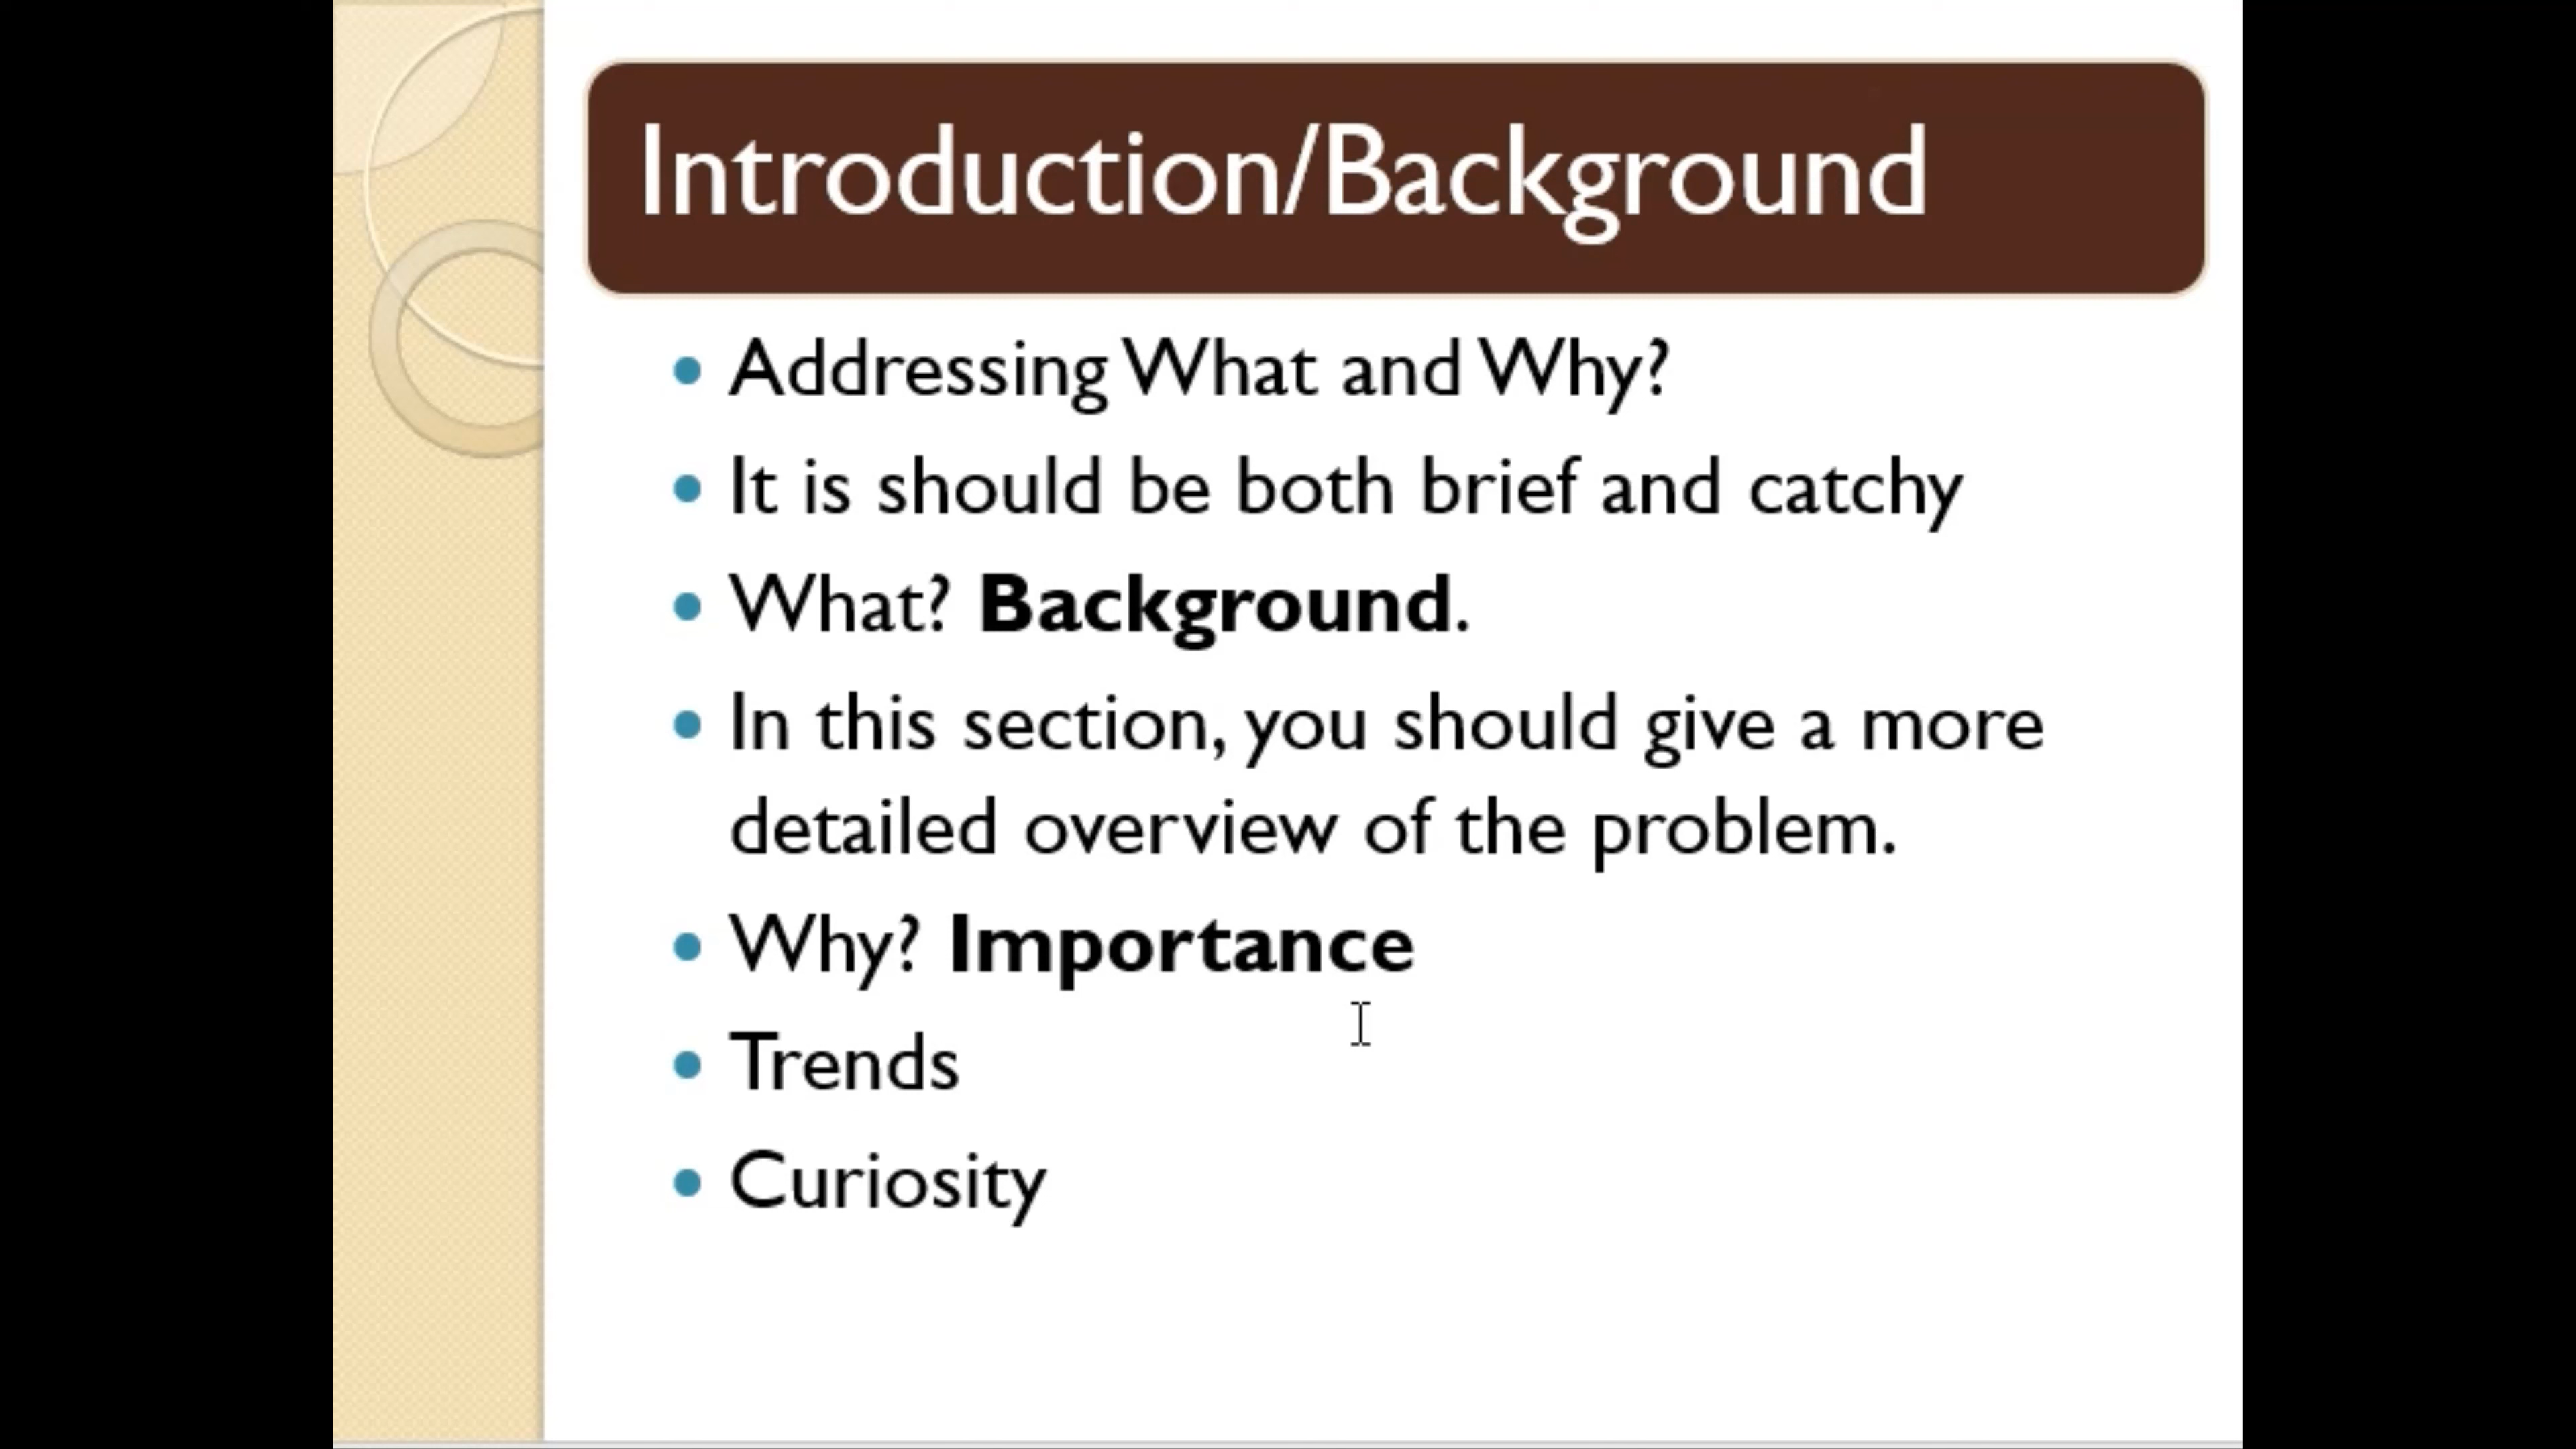 Introduction/Background
• Addressing What and Why?
• It is should be both brief and catchy
• What? Background.
• In this section, you should give a more
detailed overview of the problem.
• Why? Importance
• Trends
• Curiosity